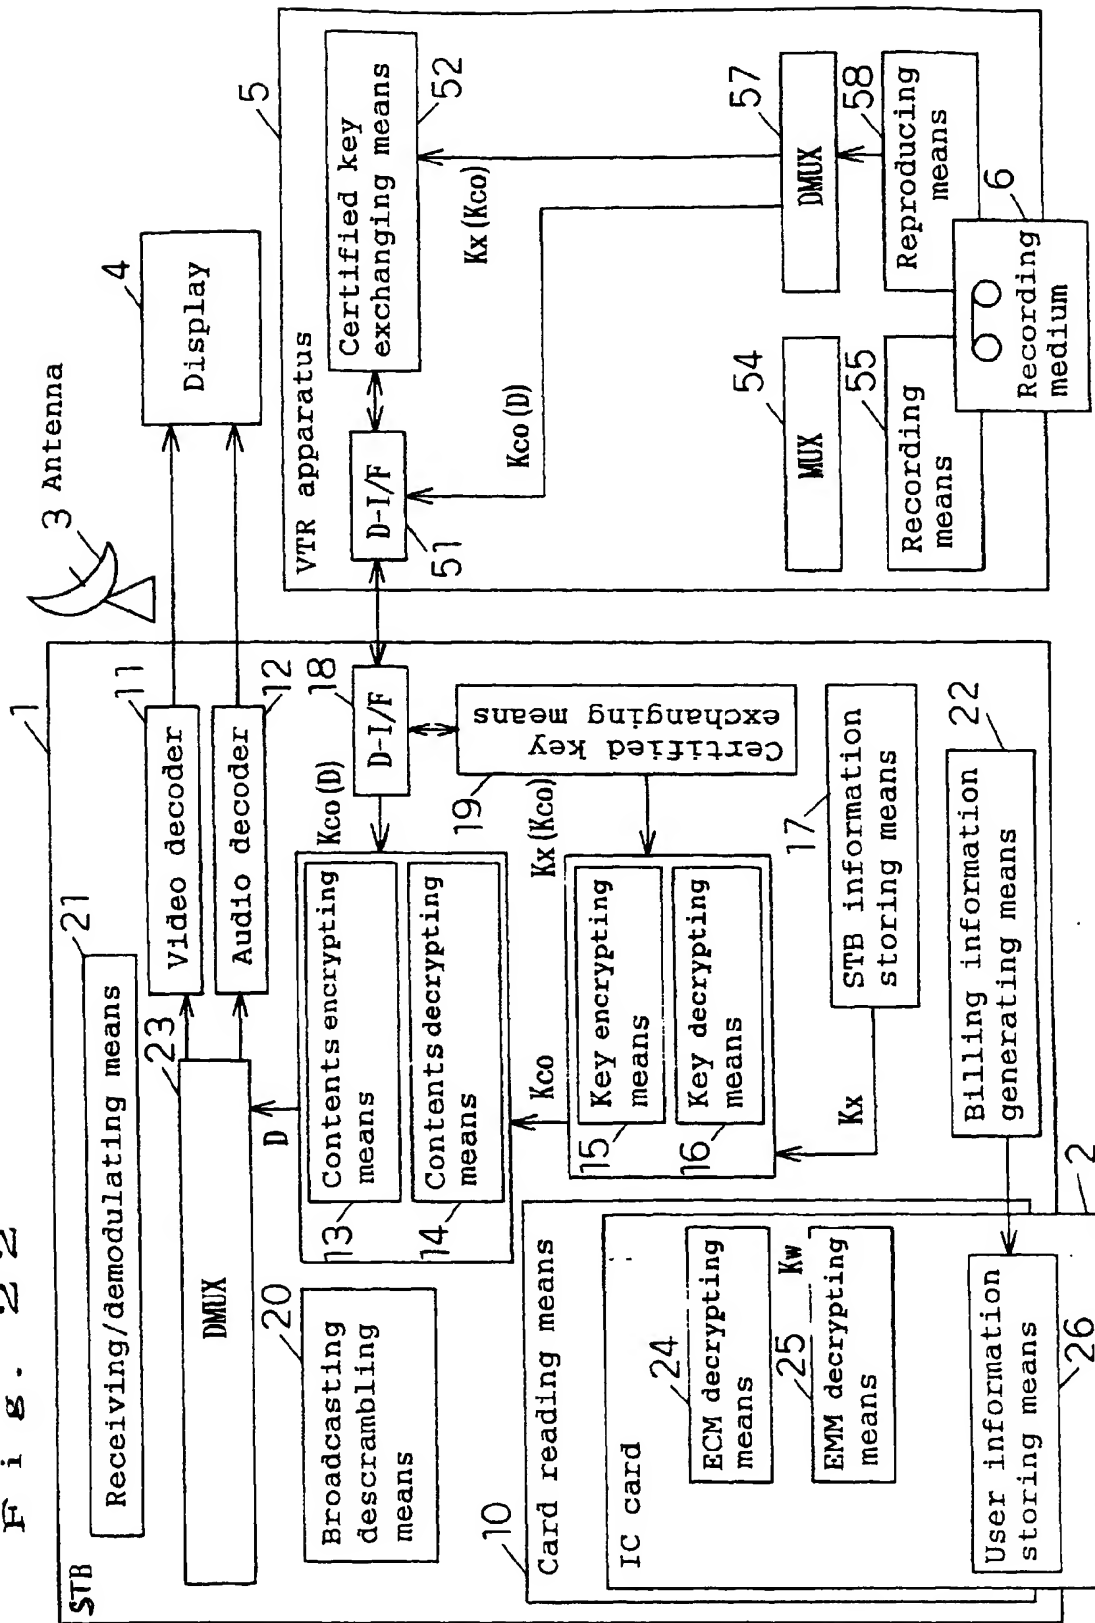 Fig. 22
STB
1
Receiving/demodulating means
21
3 Antenna
DMUX
23
Video decoder
11
Audio decoder
12
Display
4
Broadcasting
descrambling
means
20
D
Contents encrypting
means
13
Contents decrypting
means
14
Kco(D)
D-I/F
18
Certified key
exchanging means
19
Kx(Kco)
Kco
Key encrypting
means
15
Key decrypting
means
16
Kx
STB information
storing means
17
Billing information
generating means
22
Card reading means
10
IC card
2
ECM decrypting
means
24
Kw
EMM decrypting
means
25
User information
storing means
26
VTR apparatus
5
D-I/F
51
Certified key
exchanging means
52
Kx(Kco)
Kco(D)
MUX
54
DMUX
57
Recording
means
55
Reproducing
means
58
Recording
medium
6